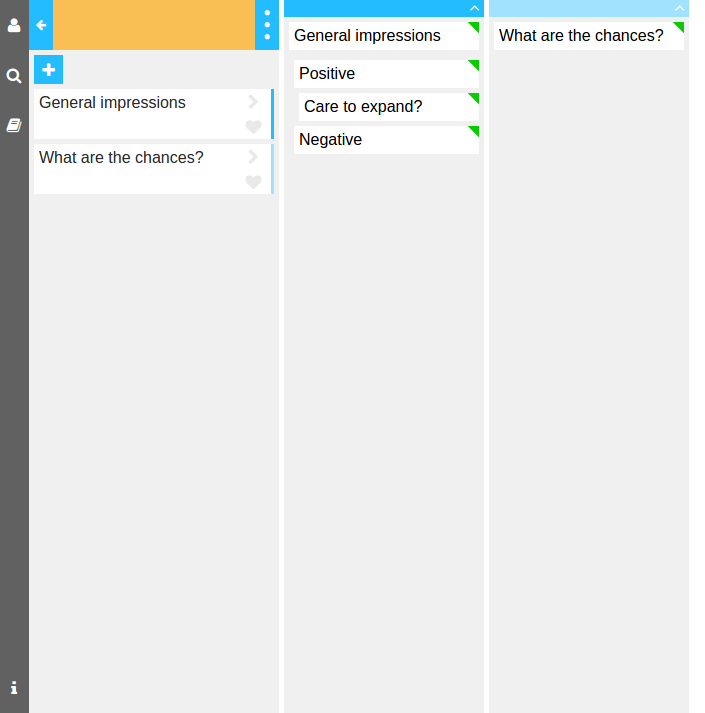 General impressions
What are the chances?
General impressions
Positive
Care to expand?
Negative
What are the chances?